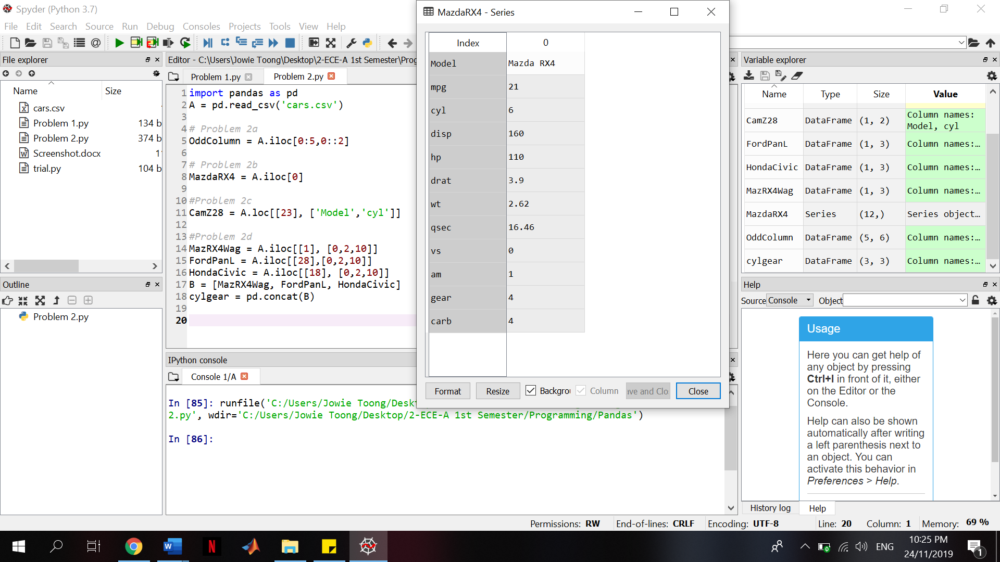 Spyder (Python 3.7)
File Edit Search Source Run Debug Consoles Projects Tools View Help
File explorer
Name Size
cars.csv
Problem 1.py 134 b
Problem 2.py 374 b
Screenshot.docx 1
trial.py 104 b
Outline
Problem 2.py
Editor - C:\Users\Jowie Toong\Desktop\2-ECE-A 1st Semester\Prog
Problem 1.py
Problem 2.py
1 import pandas as pd
2 A = pd.read_csv('cars.csv')
3
4 # Problem 2a
5 OddColumn = A.iloc[0:5,0::2]
6
7 # Problem 2b
8 MazdaRX4 = A.iloc[0]
9
10 #Problem 2c
11 CamZ28 = A.loc[[23], ['Model','cyl']]
12
13 #Problem 2d
14 MazRX4Wag = A.iloc[[1], [0,2,10]]
15 FordPanL = A.iloc[[28],[0,2,10]]
16 HondaCivic = A.iloc[[18], [0,2,10]]
17 B = [MazRX4Wag, FordPanL, HondaCivic]
18 cylgear = pd.concat(B)
19
20
IPython console
Console 1/A
In [85]: runfile('C:/Users/Jowie Toong/Deskt
2.py', wdir='C:/Users/Jowie Toong/Desktop/2-ECE-A 1st Semester/Programming/Pandas')
In [86]:
MazdaRX4 - Series
Index 0
Model Mazda RX4
mpg 21
cyl 6
disp 160
hp 110
drat 3.9
wt 2.62
qsec 16.46
vs 0
am 1
gear 4
carb 4
Format Resize Backgrou Column ave and Clo Close
Variable explorer
Name Type Size Value
CamZ28 DataFrame (1, 2) Column names:
Model, cyl
FordPanL DataFrame (1, 3) Column names:…
HondaCivic DataFrame (1, 3) Column names:…
MazRX4Wag DataFrame (1, 3) Column names:…
MazdaRX4 Series (12,) Series object…
OddColumn DataFrame (5, 6) Column names:…
cylgear DataFrame (3, 3) Column names:…
Help
Source Console Object
Usage
Here you can get help of
any object by pressing
Ctrl+I in front of it, either
on the Editor or the
Console.
Help can also be shown
automatically after writing
a left parenthesis next to
an object. You can
activate this behavior in
Preferences > Help.
History log Help
Permissions: RW End-of-lines: CRLF Encoding: UTF-8 Line: 20 Column: 1 Memory: 69 %
ENG
10:25 PM
24/11/2019
1